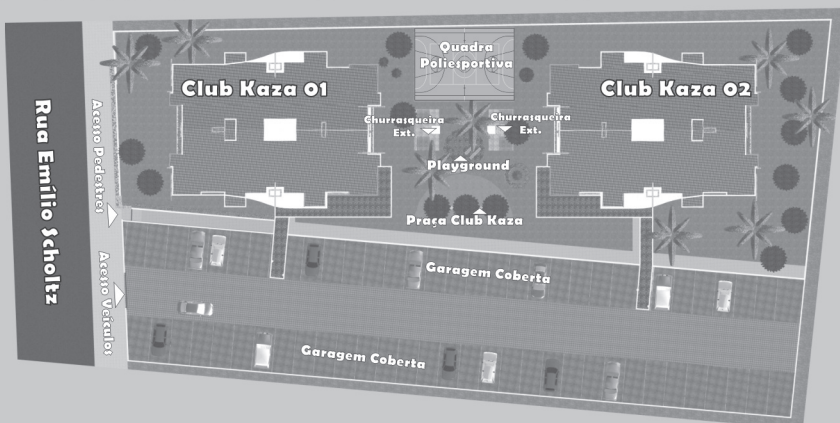 Quadra
Poliesportiva
Club Kaza 01
Club Kaza 02
Churrasqueira
Ext.
Churrasqueira
Ext.
Playground
Praça Club Kaza
Rua Emílio Scholtz
Acesso Pedestres
Acesso Veículos
Garagem Coberta
Garagem Coberta